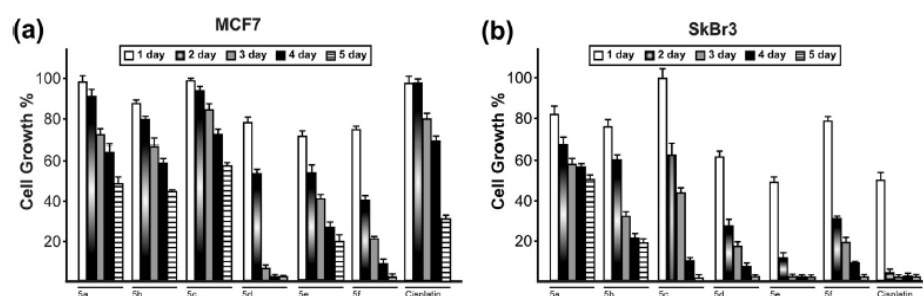 (a)
MCF7
1 day 2 day 3 day 4 day 5 day
Cell Growth %
100
80
60
40
20
5a 5b 5c 5d 5e 5f Cisplatin
(b)
SkBr3
1 day 2 day 3 day 4 day 5 day
Cell Growth %
100
80
60
40
20
5a 5b 5c 5d 5e 5f Cisplatin